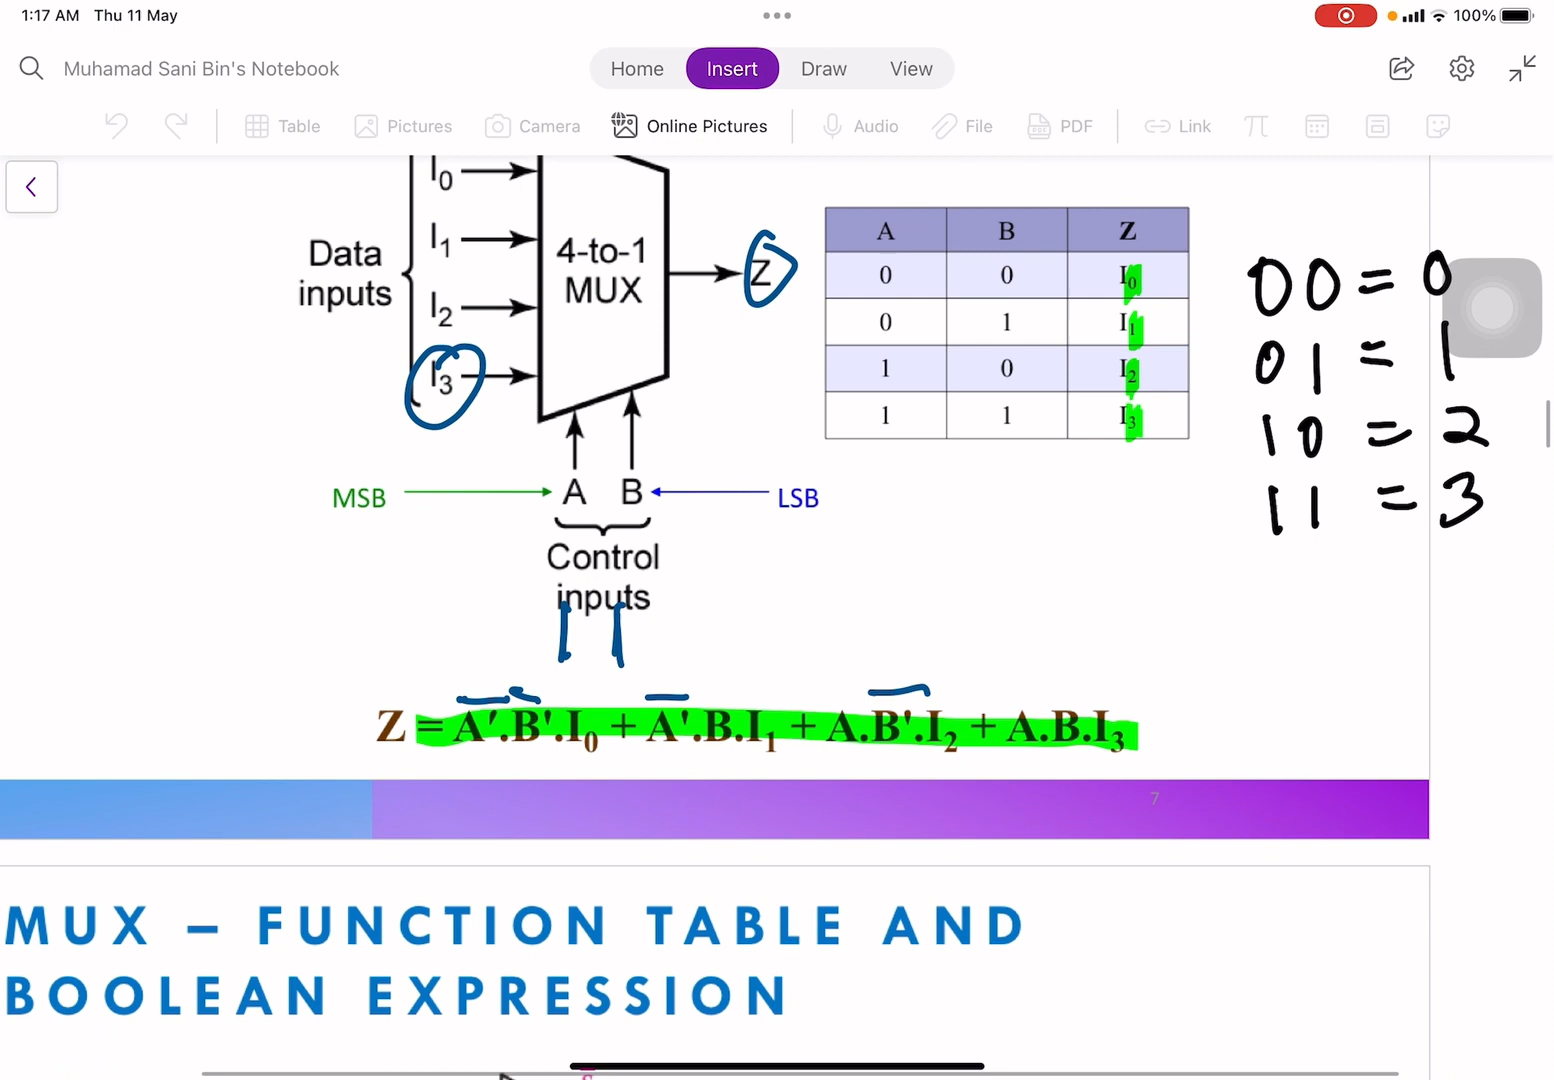 1:17 AM Thu 11 May
100%
Muhamad Sani Bin's Notebook
Home Insert Draw View
Table Pictures Camera Online Pictures Audio File PDF Link
Data inputs
I0
I1
I2
I3
4-to-1 MUX
Z
MSB A B LSB
Control inputs
1 1
A B Z
0 0 I0
0 1 I1
1 0 I2
1 1 I3
00 = 0
01 = 1
10 = 2
11 = 3
Z = A'.B'.I0 + A'.B.I1 + A.B'.I2 + A.B.I3
7
MUX – FUNCTION TABLE AND
BOOLEAN EXPRESSION